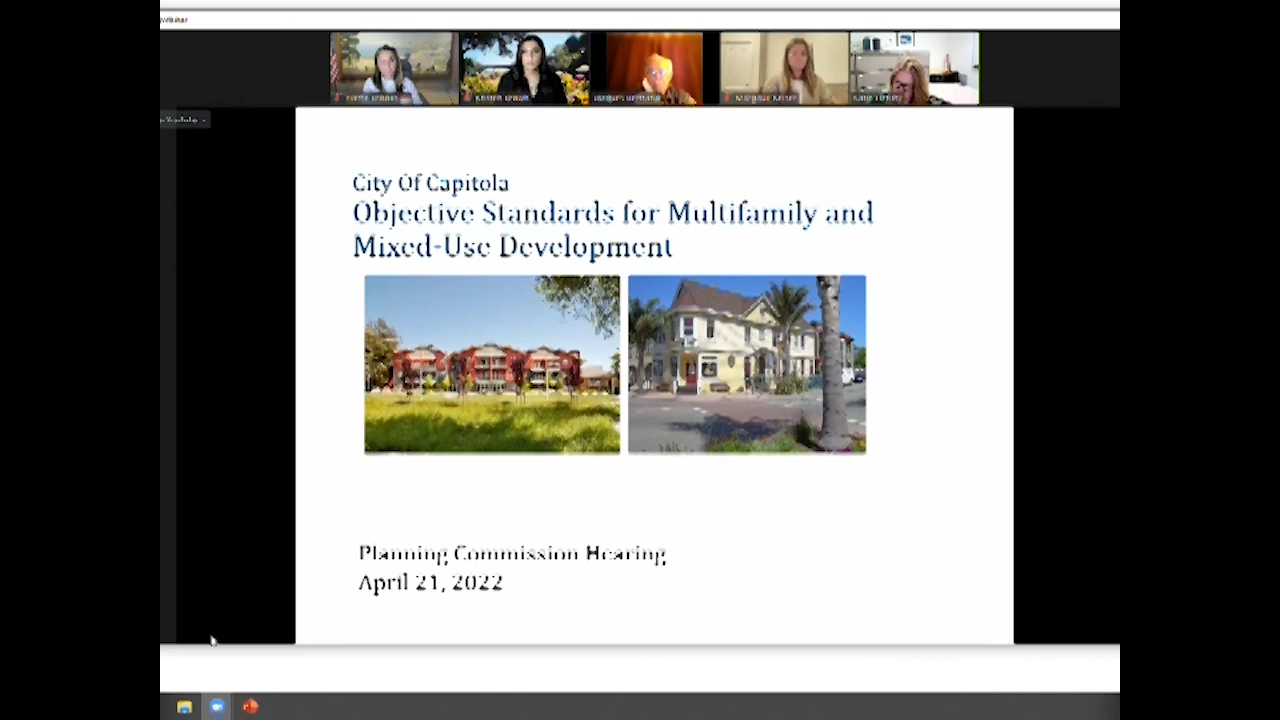 City Of Capitola
Objective Standards for Multifamily and
Mixed-Use Development
Planning Commission Hearing
April 21, 2022